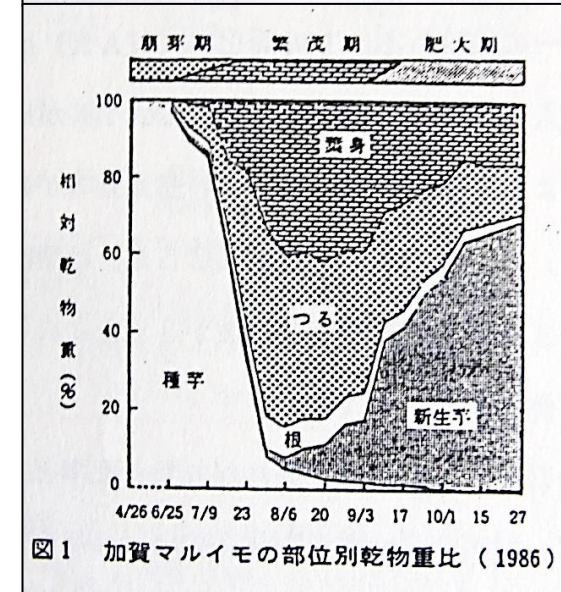 萌芽期 繁茂期 肥大期
100
80
60
40
20
0
相対乾物重(%)
葉身
つる
種芋
根
新生芋
4/26 6/25 7/9 23 8/6 20 9/3 17 10/1 15 27
図1 加賀マルイモの部位別乾物重比(1986)